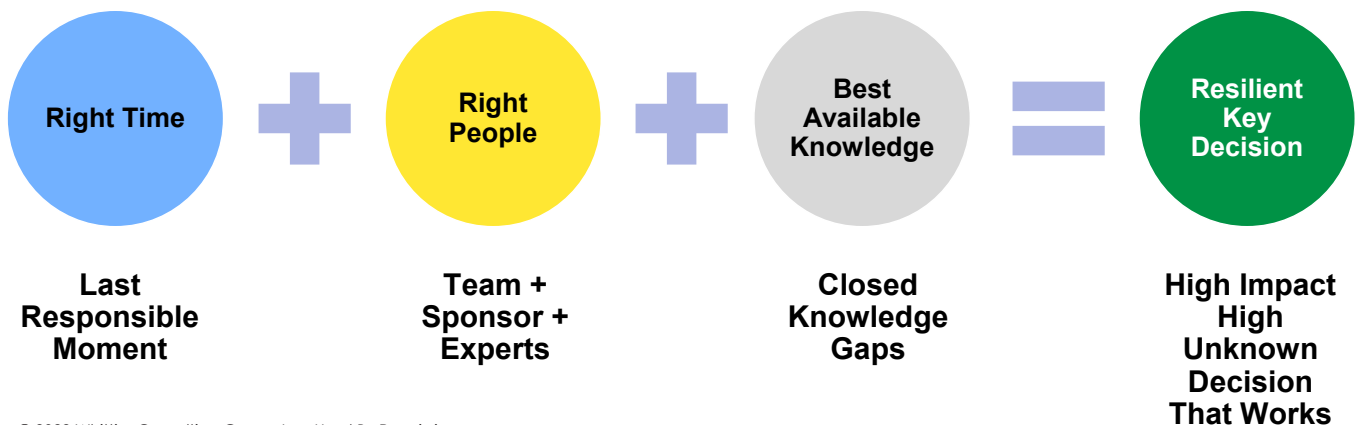 Right Time
Right
People
Best
Available
Knowledge
Resilient
Key
Decision
Last
Responsible
Moment
Team +
Sponsor +
Experts
Closed
Knowledge
Gaps
High Impact
High
Unknown
Decision
That Works